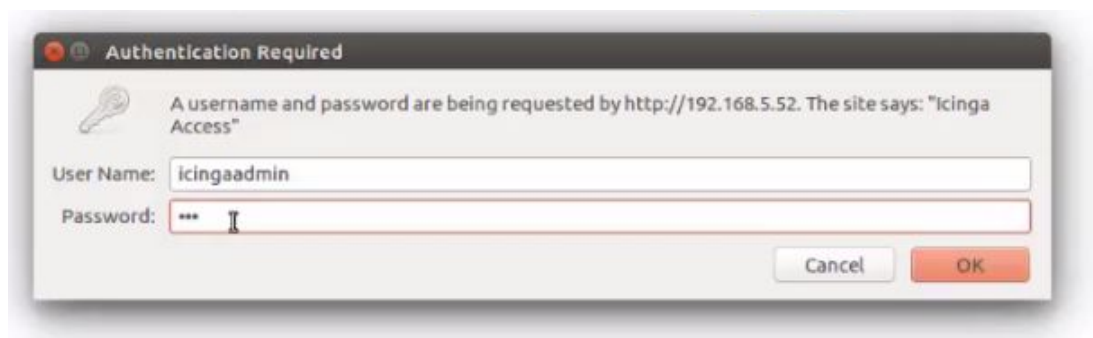 Authentication Required
A username and password are being requested by http://192.168.5.52. The site says: "Icinga
Access"
User Name: icingaadmin
Password: •••
Cancel OK